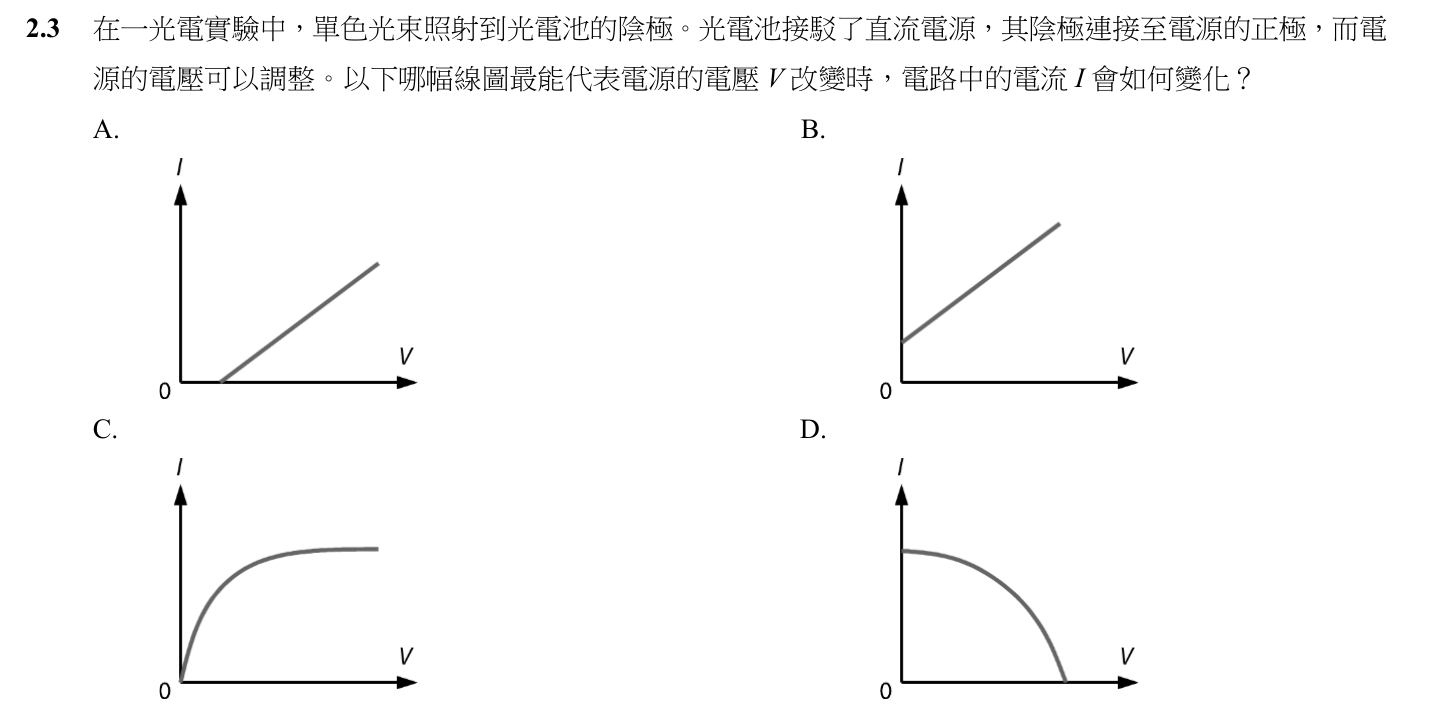 2.3 在一光電實驗中，單色光束照射到光電池的陰極。光電池接駁了直流電源，其陰極連接至電源的正極，而電
源的電壓可以調整。以下哪幅線圖最能代表電源的電壓 V 改變時，電路中的電流 I 會如何變化？
A. B.
I I
V V
0 0
C. D.
I I
V V
0 0